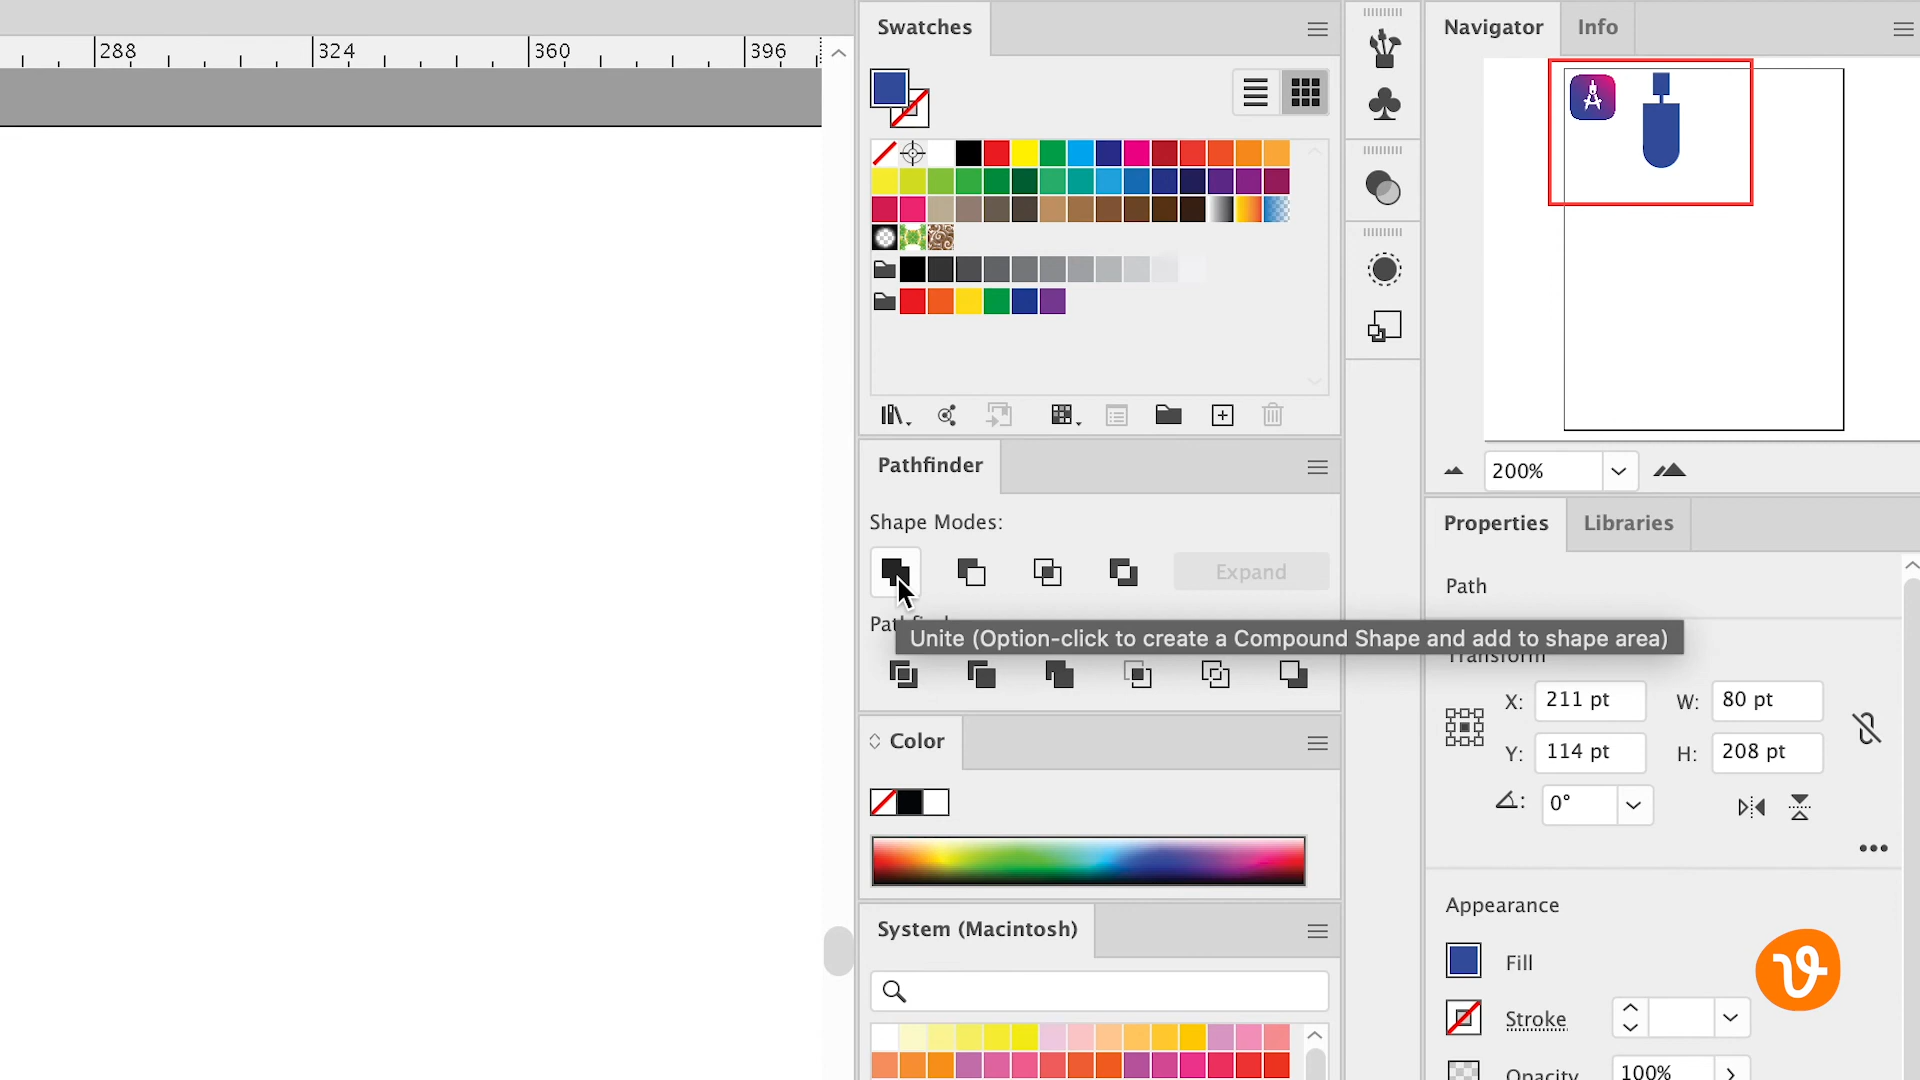 288 324 360 396
Swatches
Navigator Info
200%
Pathfinder
Shape Modes:
Expand
Unite (Option-click to create a Compound Shape and add to shape area)
Properties Libraries
Path
Transform
X: 211 pt W: 80 pt
Y: 114 pt H: 208 pt
0°
Color
System (Macintosh)
Appearance
Fill
Stroke
Opacity 100%